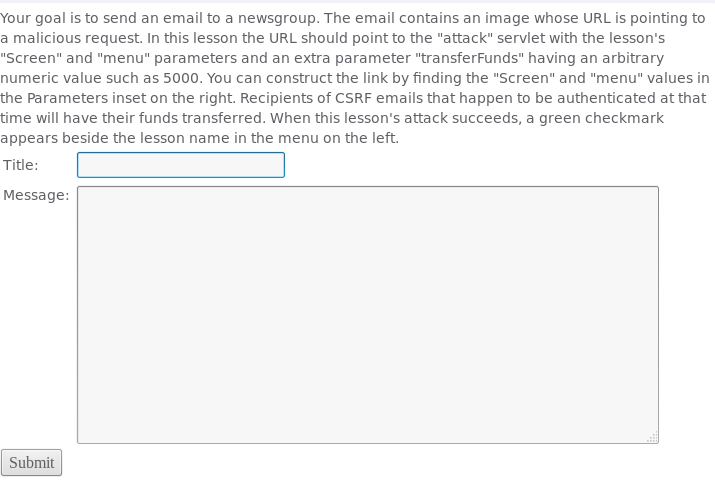 Your goal is to send an email to a newsgroup. The email contains an image whose URL is pointing to
a malicious request. In this lesson the URL should point to the "attack" servlet with the lesson's
"Screen" and "menu" parameters and an extra parameter "transferFunds" having an arbitrary
numeric value such as 5000. You can construct the link by finding the "Screen" and "menu" values in
the Parameters inset on the right. Recipients of CSRF emails that happen to be authenticated at that
time will have their funds transferred. When this lesson's attack succeeds, a green checkmark
appears beside the lesson name in the menu on the left.
Title:
Message:
Submit